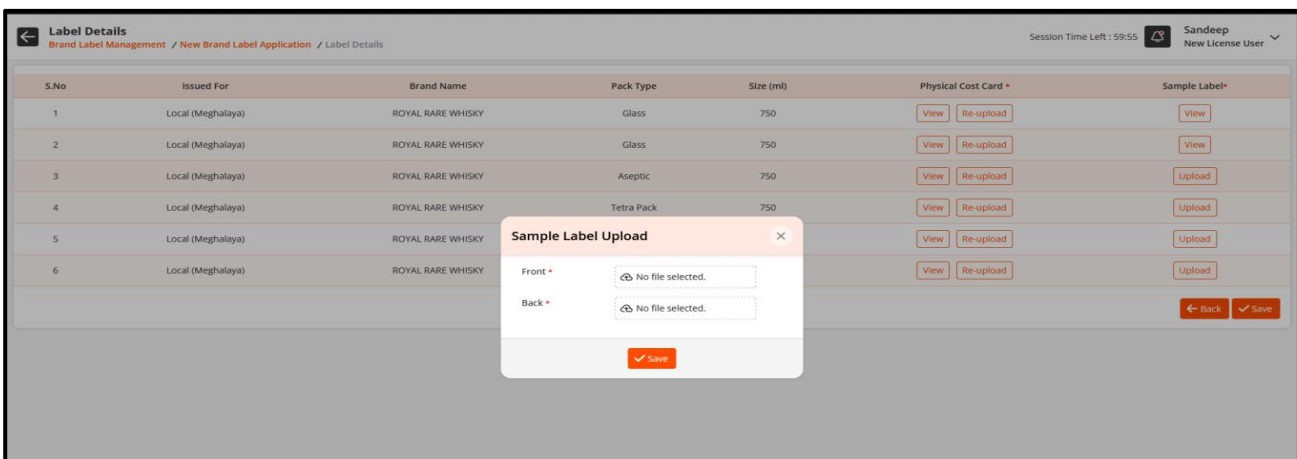 Label Details
Brand Label Management / New Brand Label Application / Label Details
Session Time Left : 59:55
Sandeep
New License User
S.No Issued For Brand Name Pack Type Size (ml) Physical Cost Card * Sample Label*
1 Local (Meghalaya) ROYAL RARE WHISKY Glass 750 View Re-upload View
2 Local (Meghalaya) ROYAL RARE WHISKY Glass 750 View Re-upload View
3 Local (Meghalaya) ROYAL RARE WHISKY Aseptic 750 View Re-upload Upload
4 Local (Meghalaya) ROYAL RARE WHISKY Tetra Pack 750 View Re-upload Upload
5 Local (Meghalaya) ROYAL RARE WHISKY View Re-upload Upload
6 Local (Meghalaya) ROYAL RARE WHISKY View Re-upload Upload
Back Save
Sample Label Upload
Front * No file selected.
Back * No file selected.
Save